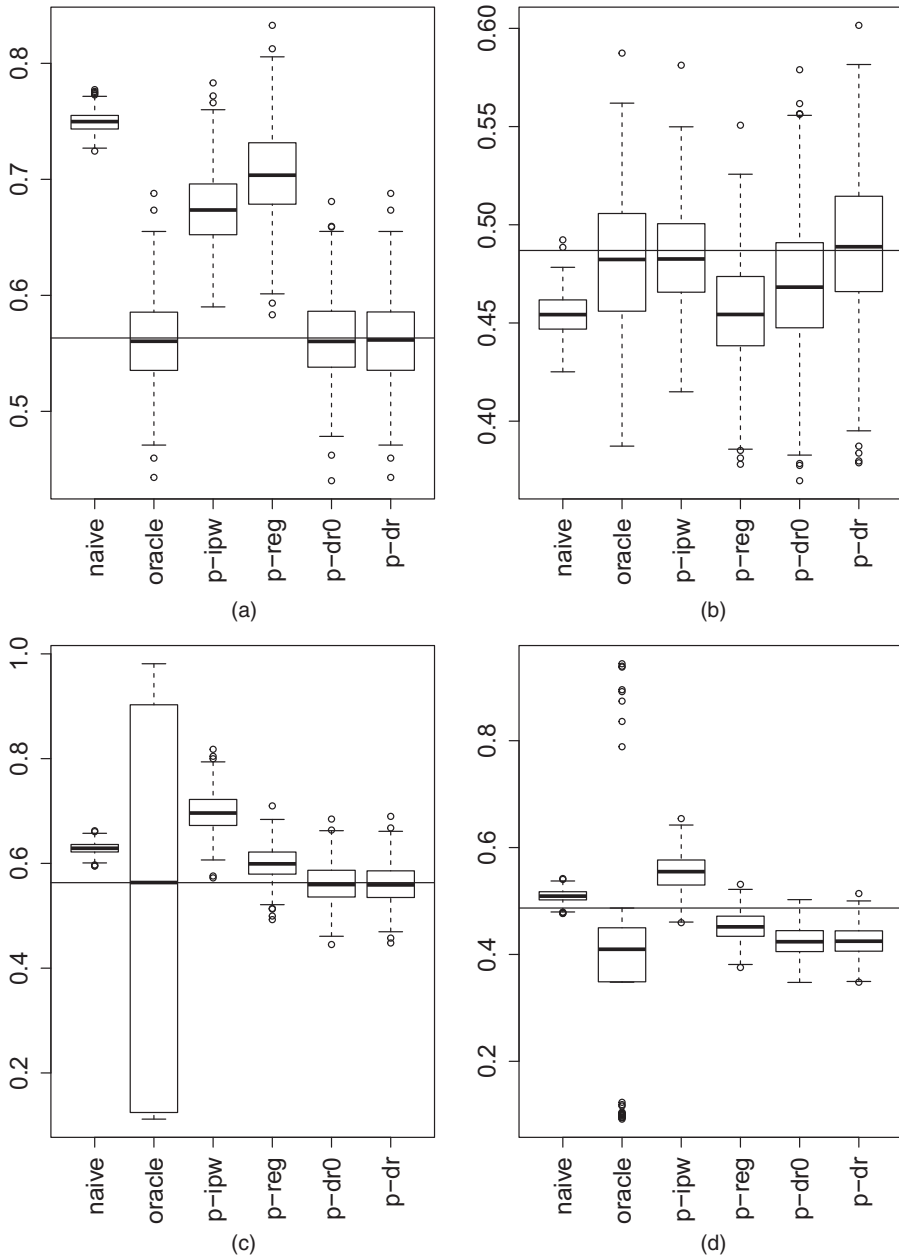 0.5 0.6 0.7 0.8
naive oracle p-ipw p-reg p-dr0 p-dr
(a)
0.40 0.45 0.50 0.55 0.60
naive oracle p-ipw p-reg p-dr0 p-dr
(b)
0.2 0.4 0.6 0.8 1.0
naive oracle p-ipw p-reg p-dr0 p-dr
(c)
0.2 0.4 0.6 0.8
naive oracle p-ipw p-reg p-dr0 p-dr
(d)